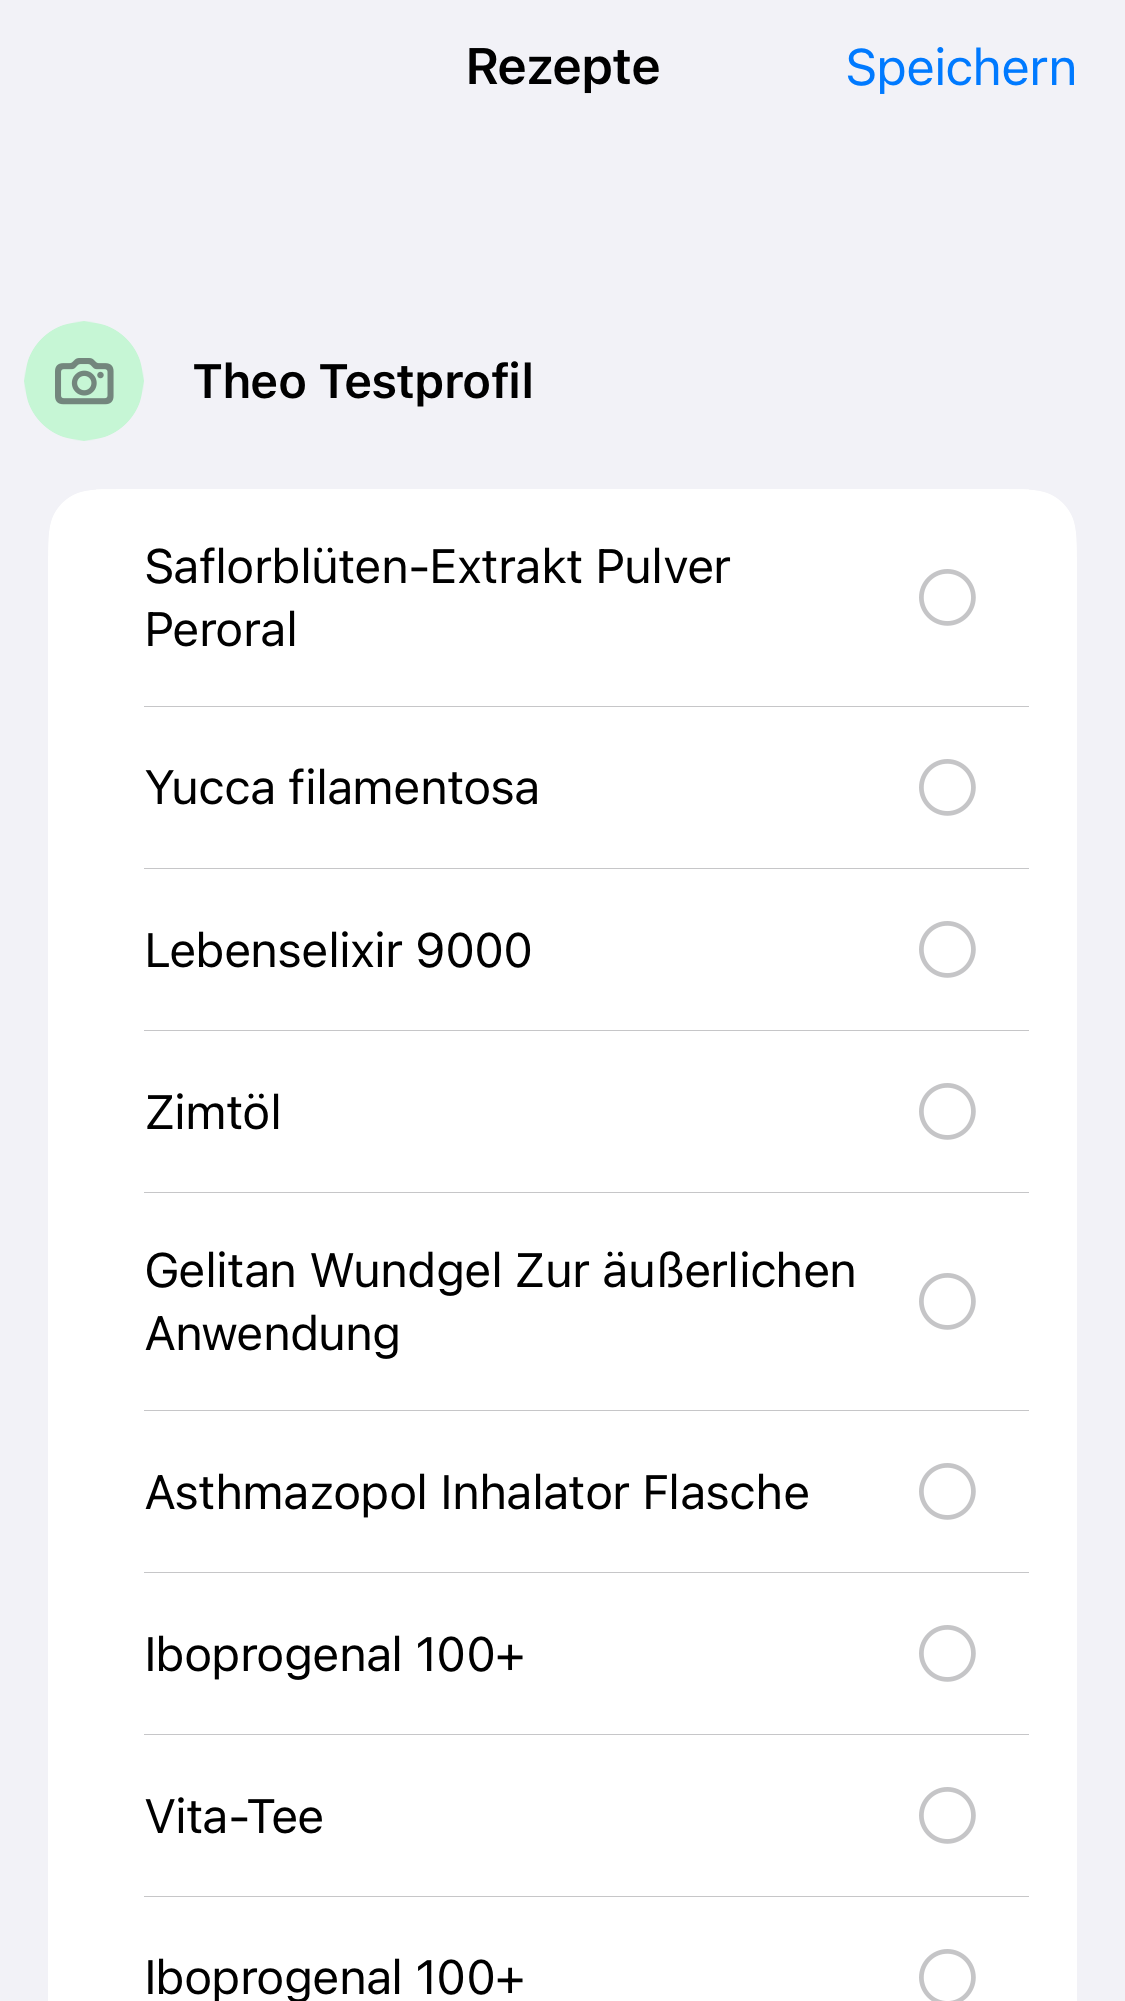 Rezepte
Speichern
Theo Testprofil
Saflorblüten-Extrakt Pulver
Peroral
Yucca filamentosa
Lebenselixir 9000
Zimtöl
Gelitan Wundgel Zur äußerlichen
Anwendung
Asthmazopol Inhalator Flasche
Iboprogenal 100+
Vita-Tee
Iboprogenal 100+